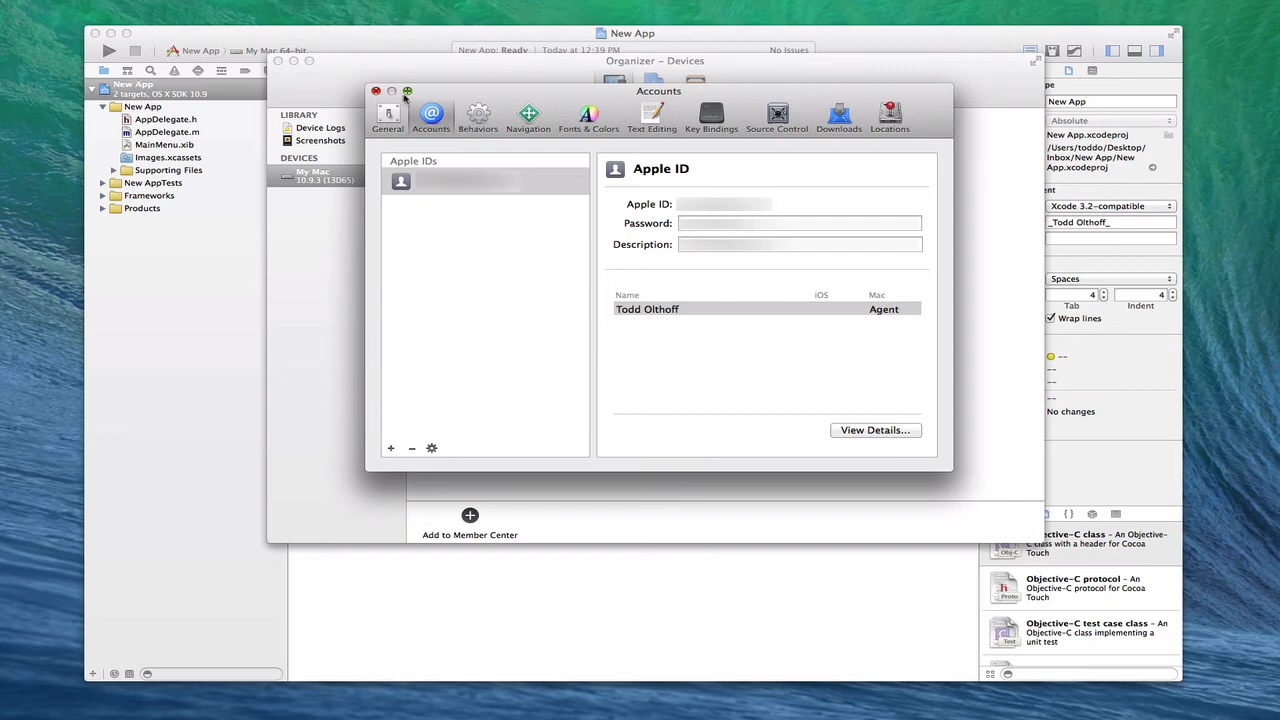 New App
New App
My Mac 64-bit
New App: Ready
Today at 12:39 PM
No Issues
Organizer – Devices
Accounts
General
Accounts
Behaviors
Navigation
Fonts & Colors
Text Editing
Key Bindings
Source Control
Downloads
Locations
New App
2 targets, OS X SDK 10.9
New App
AppDelegate.h
AppDelegate.m
MainMenu.xib
Images.xcassets
Supporting Files
New AppTests
Frameworks
Products
LIBRARY
Device Logs
Screenshots
DEVICES
My Mac
10.9.3 (13D65)
Apple IDs
Apple ID
Apple ID:
Password:
Description:
Name
iOS
Mac
Todd Olthoff
Agent
View Details...
Add to Member Center
pe
New App
Absolute
New App.xcodeproj
/Users/toddo/Desktop/
Inbox/New App/New
App.xcodeproj
ent
Xcode 3.2-compatible
_Todd Olthoff_
Spaces
4
4
Tab
Indent
Wrap lines
--
--
--
--
No changes
{ }
ective-C class – An Objective-
C class with a header for Cocoa
Touch
Obj-C
Objective-C protocol – An
Objective-C protocol for Cocoa
Touch
Proto
Objective-C test case class – An
Objective-C class implementing a
unit test
Test